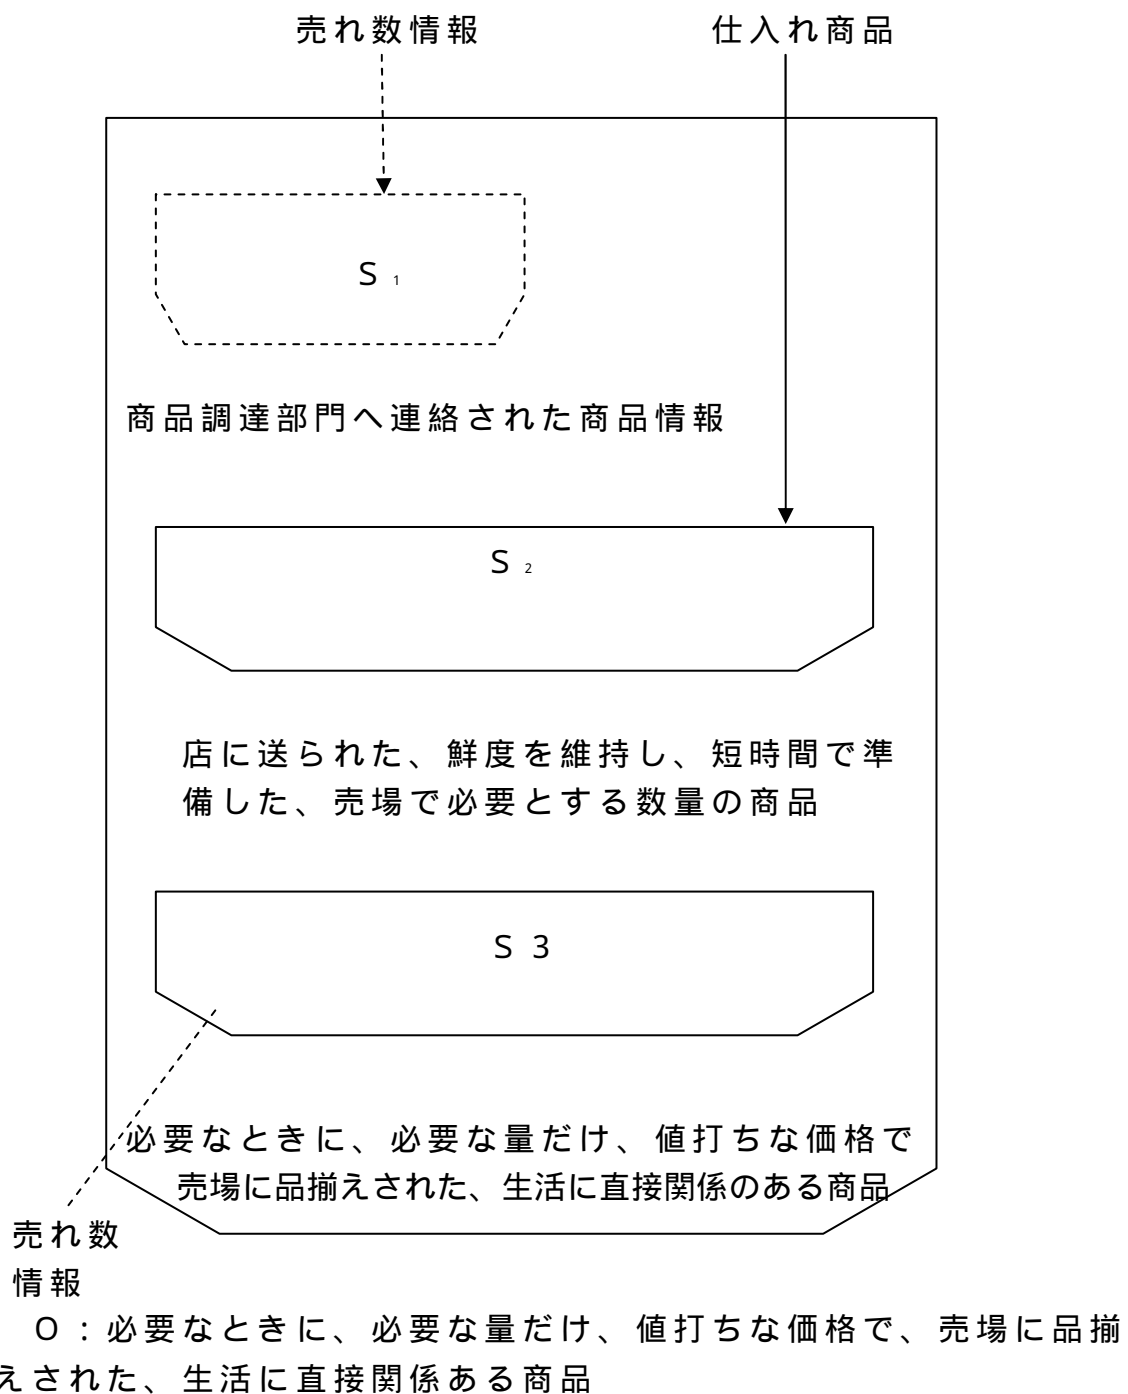 売れ数情報
仕入れ商品
S ₁
商品調達部門へ連絡された商品情報
S ₂
店に送られた、鮮度を維持し、短時間で準
備した、売場で必要とする数量の商品
S 3
必要なときに、必要な量だけ、値打ちな価格で
売場に品揃えされた、生活に直接関係のある商品
売れ数
情報
O：必要なときに、必要な量だけ、値打ちな価格で、売場に品揃
えされた、生活に直接関係ある商品